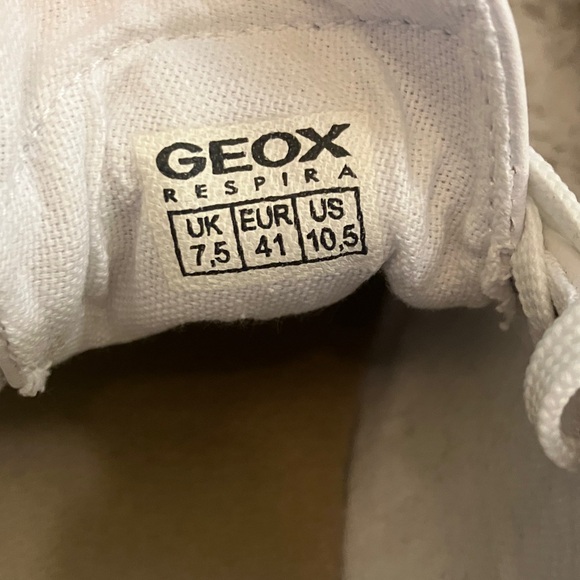 GEOX
RESPIRA
UK EUR US
7,5 41 10,5